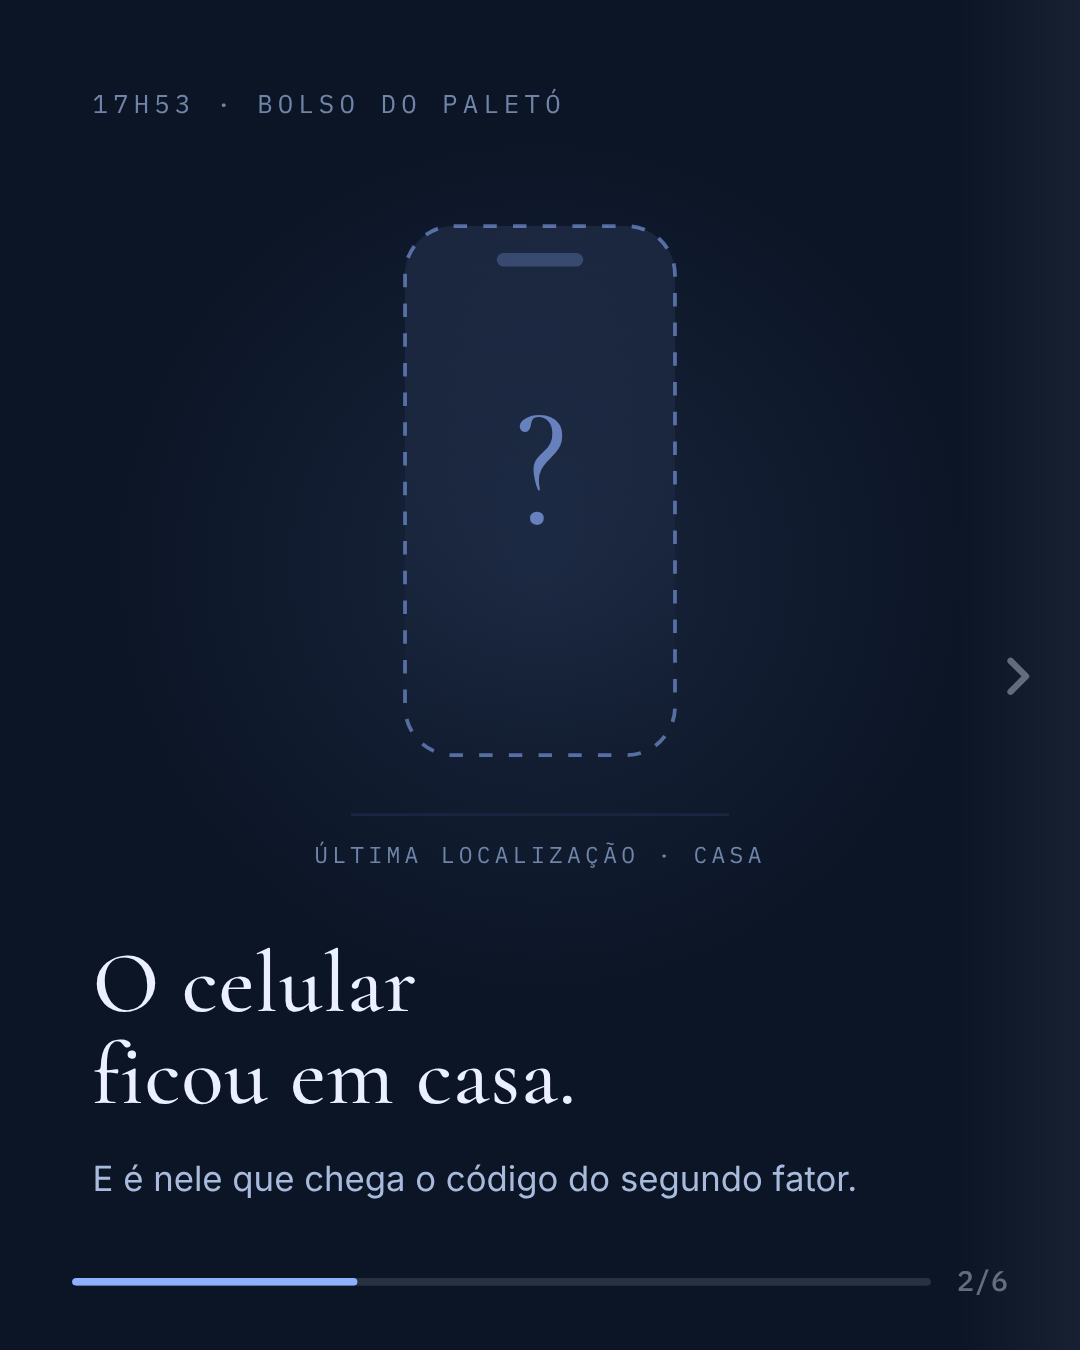 17H53 · BOLSO DO PALETÓ
?
ÚLTIMA LOCALIZAÇÃO · CASA
O celular
ficou em casa.
E é nele que chega o código do segundo fator.
2/6